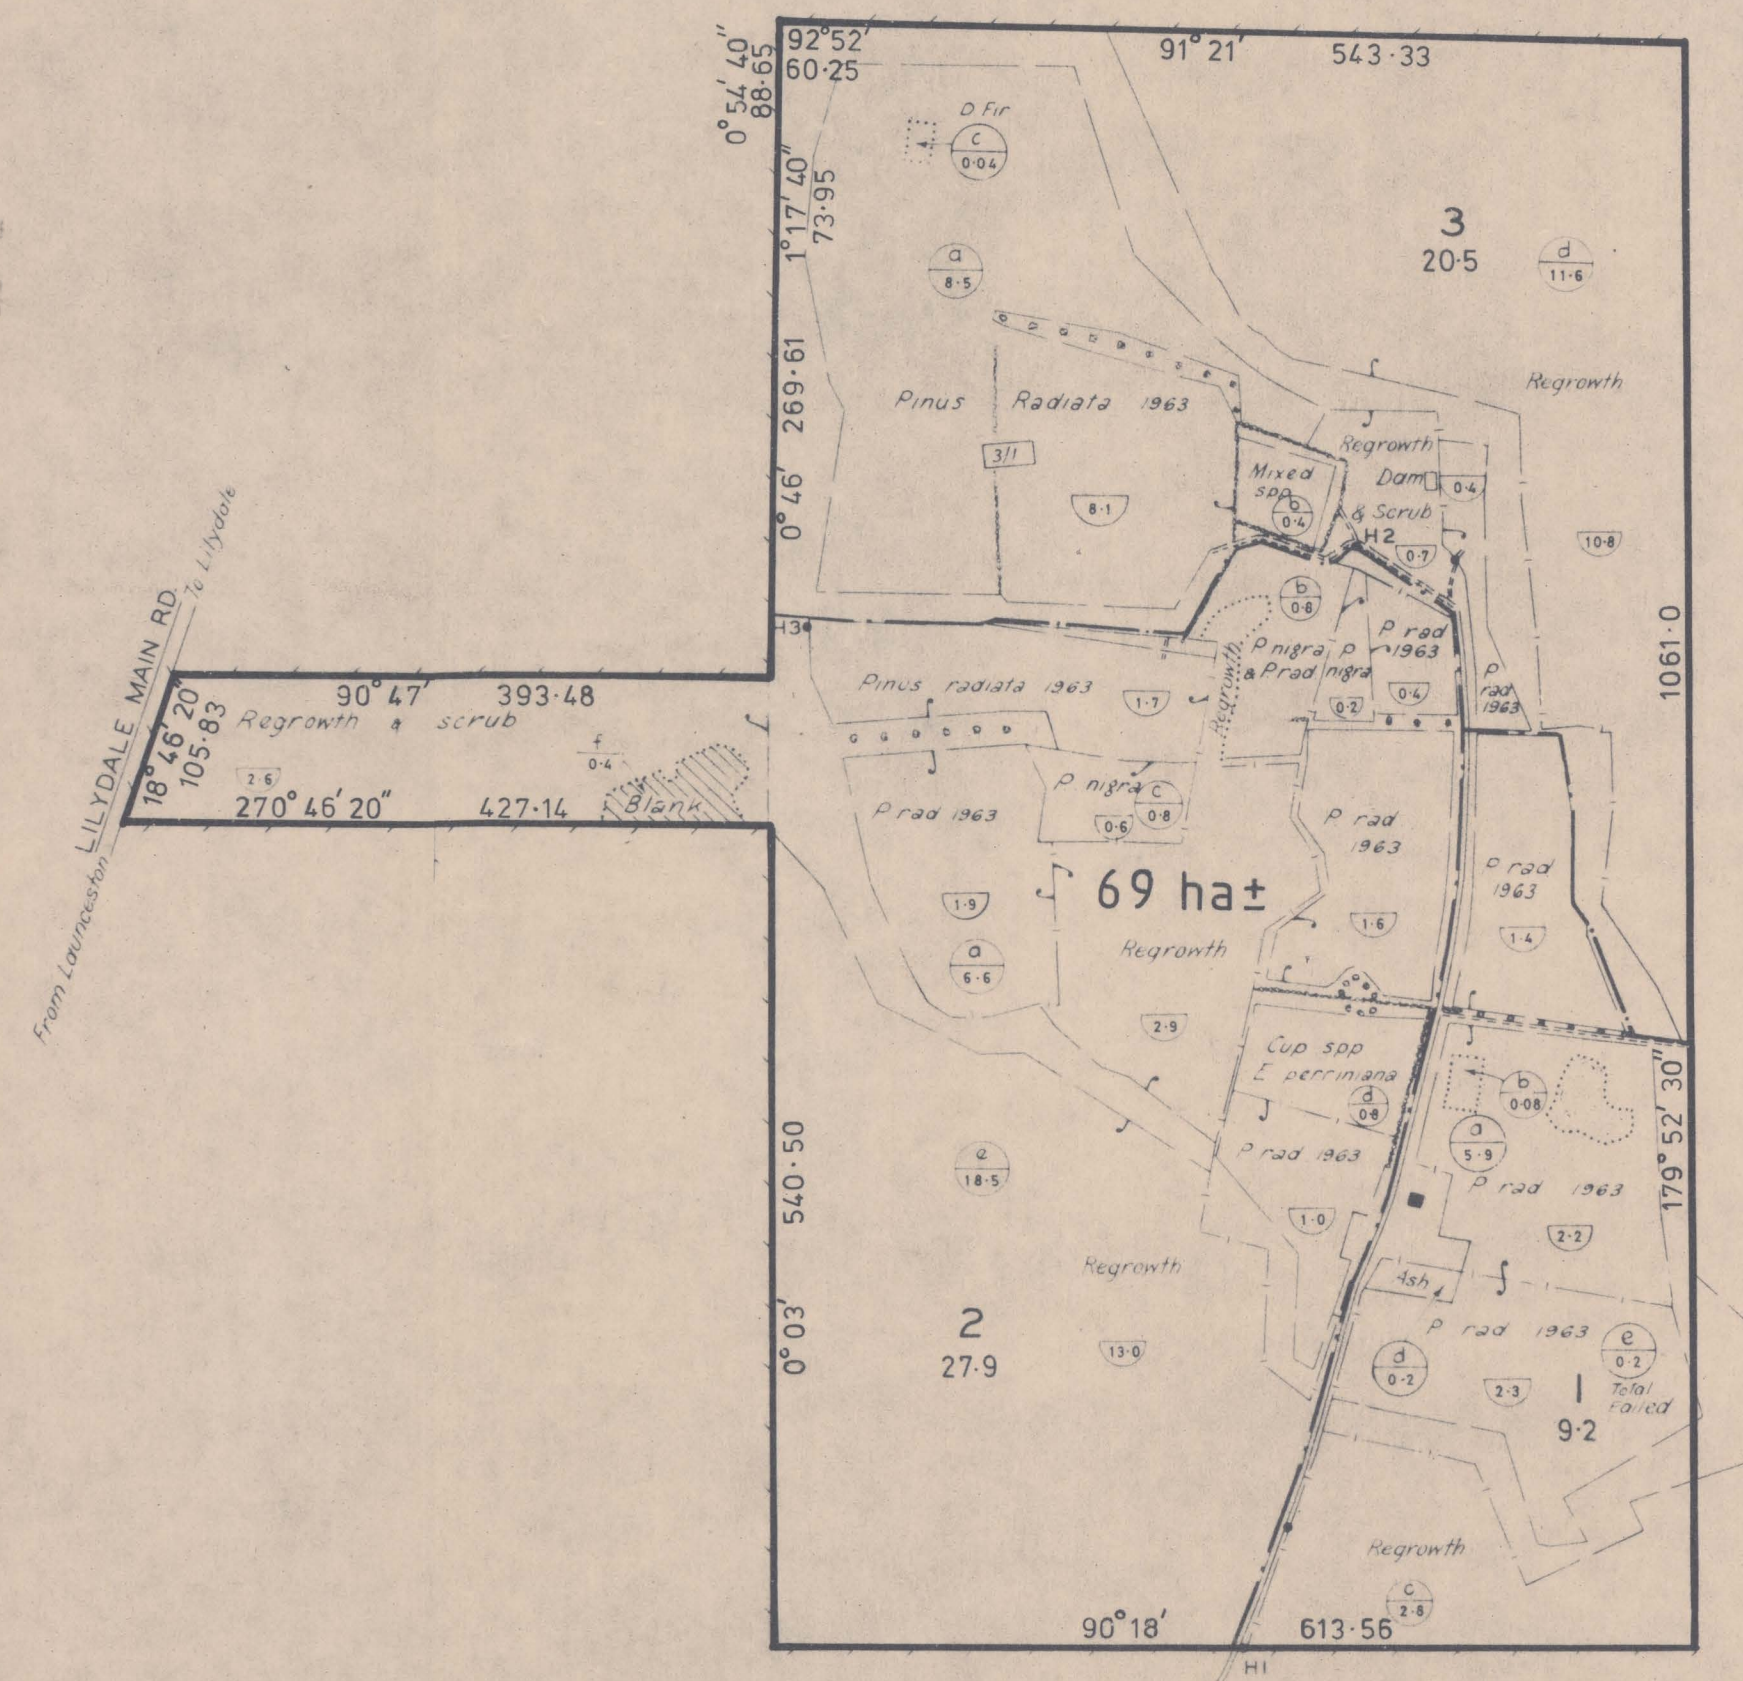 92°52'
60·25
91°21'
543·33
0°54' 40"
88·65
1°17' 40"
73·95
269·61
0°46'
D Fir
c
0·04
a
8·5
3
20·5
d
11·6
Regrowth
Pinus Radiata 1963
3/1
8·1
Mixed
spp
b
0·4
Regrowth
Dam
& Scrub
0·4
H2
0·7
10·8
1061·0
H3
b
0·8
P nigra
& P rad
P
nigra
0·2
P rad
1963
0·4
P
rad
1963
Regrowth
Pinus radiata 1963
1·7
To Lilydale
LILYDALE MAIN RD.
From Launceston
18°46' 20"
105·83
90°47'
393·48
Regrowth & scrub
2·6
f
0·4
270°46' 20"
427·14
Blank
P rad 1963
P nigra
c
0·8
0·6
1·9
a
6·6
69 ha±
Regrowth
2·9
P rad
1963
1·6
P rad
1963
1·4
Cup spp
E perriniana
d
0·8
P rad 1963
1·0
b
0·08
a
5·9
P rad 1963
2·2
179°52' 30"
540·50
0°03'
e
18·5
Regrowth
2
27·9
13·0
Ash
P rad 1963
d
0·2
2·3
e
0·2
Total
Failed
1
9·2
Regrowth
c
2·8
90°18'
613·56
H1